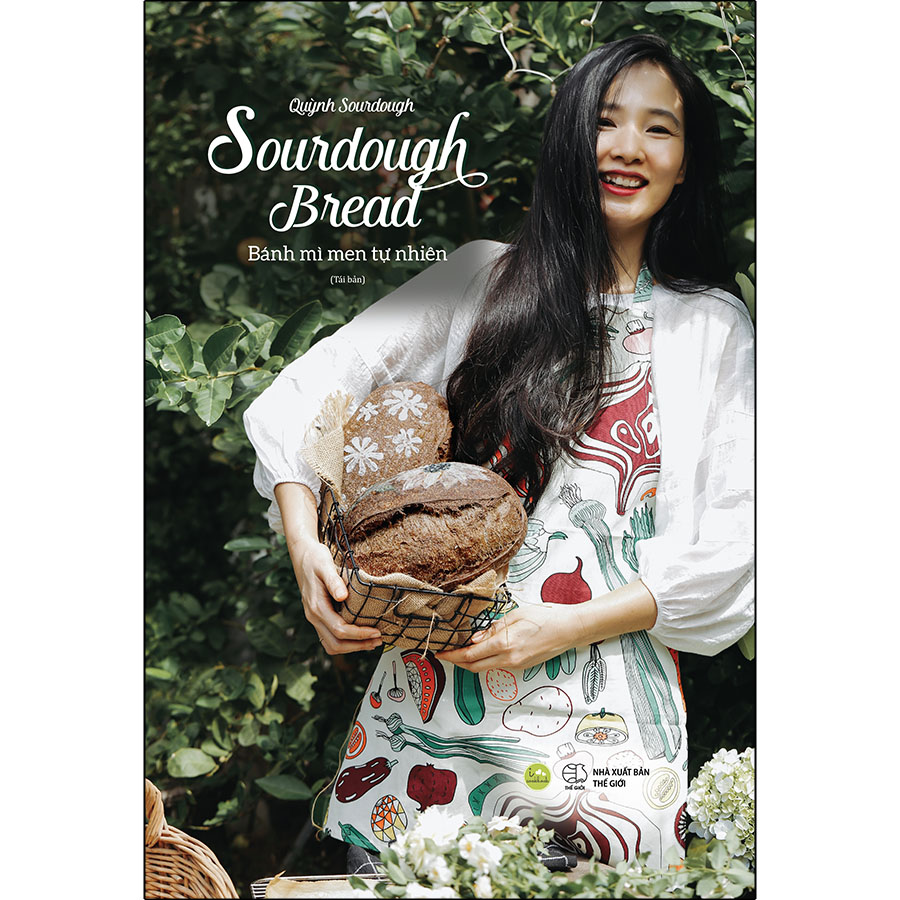 Quỳnh Sourdough
Sourdough
Bread
Bánh mì men tự nhiên
(Tái bản)
THẾ GIỚI
NHÀ XUẤT BẢN
THẾ GIỚI